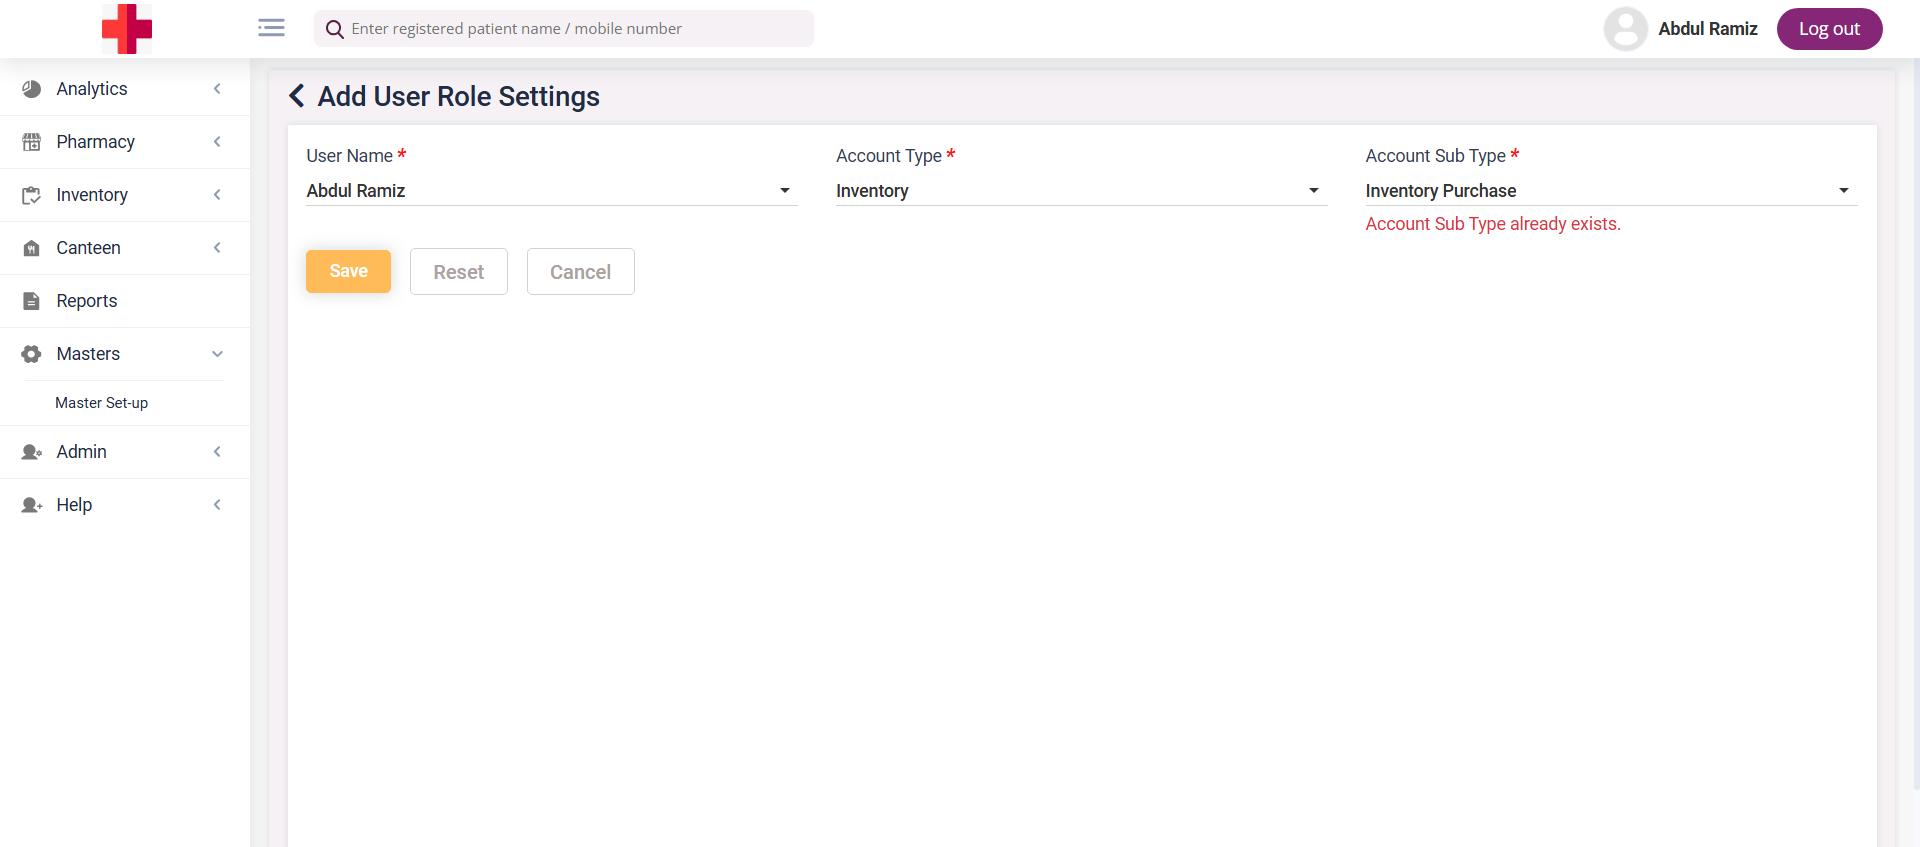 Enter registered patient name / mobile number
Abdul Ramiz
Log out
Analytics
Pharmacy
Inventory
Canteen
Reports
Masters
Master Set-up
Admin
Help
Add User Role Settings
User Name *
Abdul Ramiz
Account Type *
Inventory
Account Sub Type *
Inventory Purchase
Account Sub Type already exists.
Save
Reset
Cancel